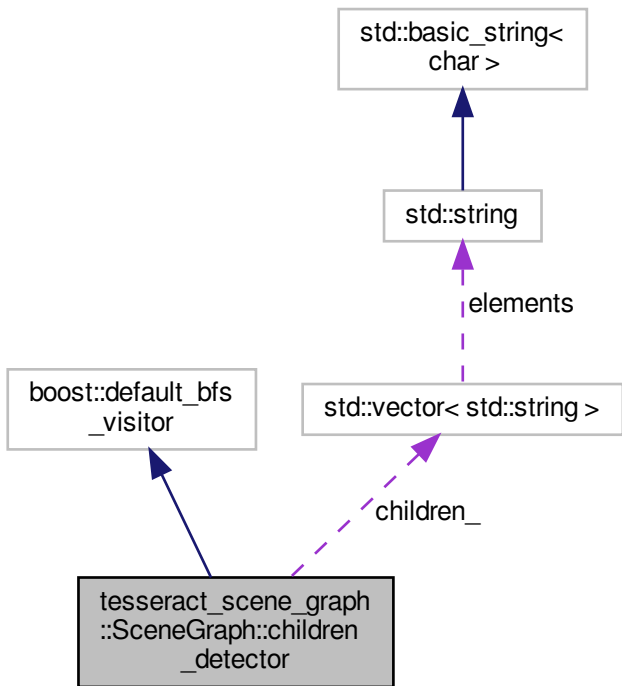 std::basic_string<
char >
std::string
elements
boost::default_bfs
_visitor
std::vector< std::string >
children_
tesseract_scene_graph
::SceneGraph::children
_detector